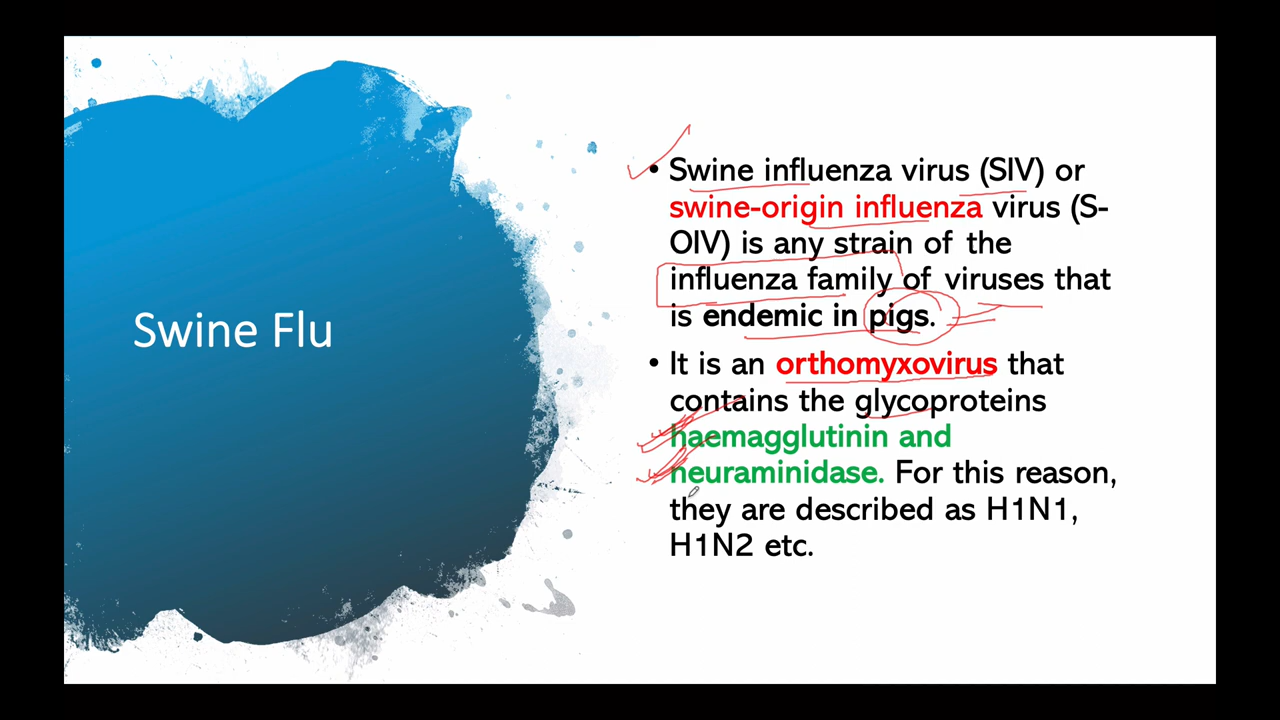 Swine Flu
• Swine influenza virus (SIV) or
swine-origin influenza virus (S-
OIV) is any strain of the
influenza family of viruses that
is endemic in pigs.
• It is an orthomyxovirus that
contains the glycoproteins
haemagglutinin and
neuraminidase. For this reason,
they are described as H1N1,
H1N2 etc.